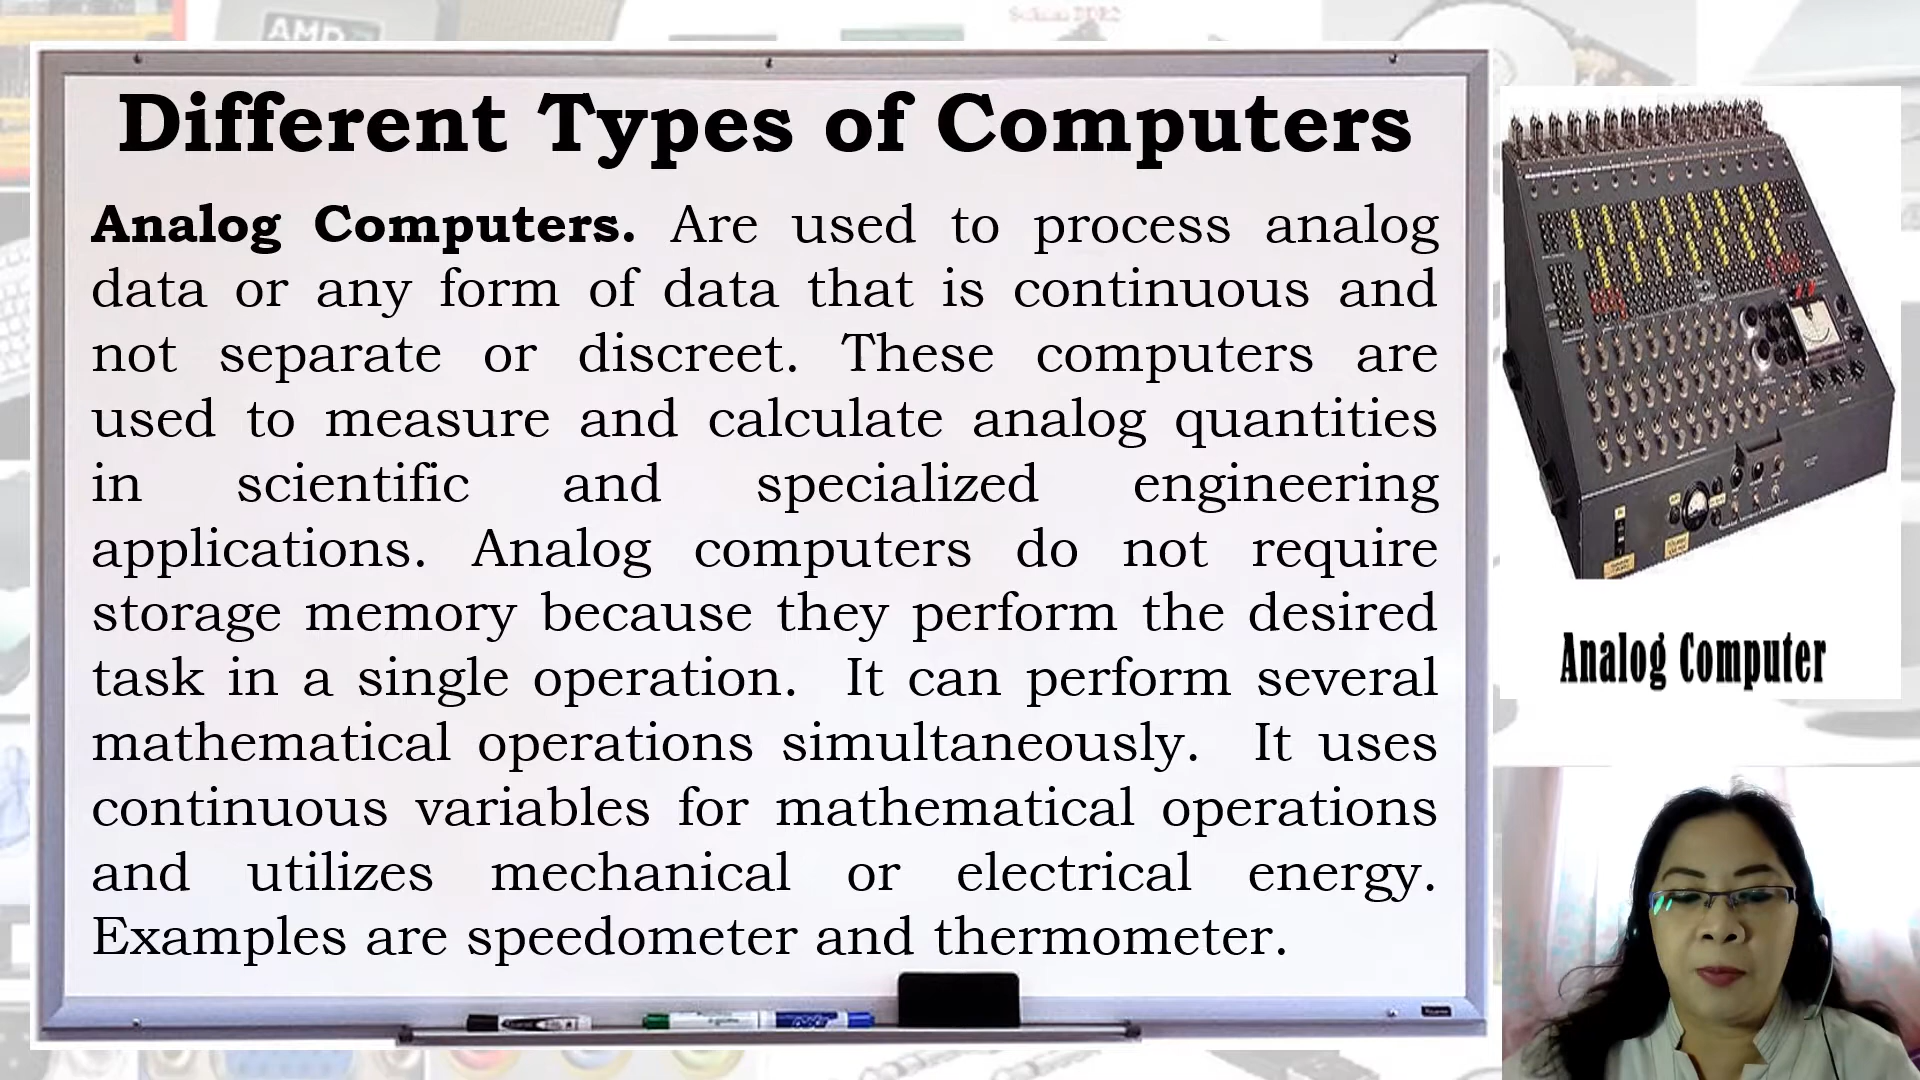 AMD
Different Types of Computers
Analog Computers. Are used to process analog
data or any form of data that is continuous and
not separate or discreet. These computers are
used to measure and calculate analog quantities
in scientific and specialized engineering
applications. Analog computers do not require
storage memory because they perform the desired
task in a single operation. It can perform several
mathematical operations simultaneously. It uses
continuous variables for mathematical operations
and utilizes mechanical or electrical energy.
Examples are speedometer and thermometer.
Analog Computer